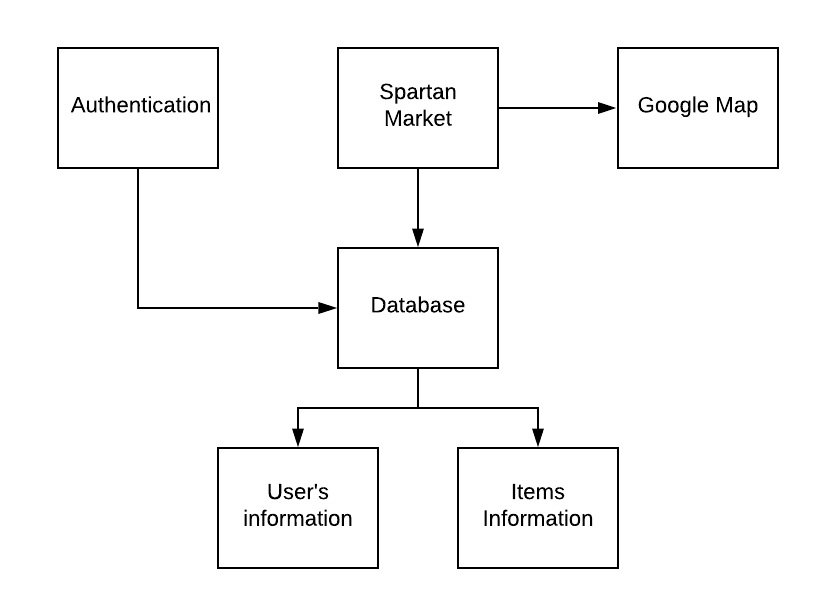 Authentication
Spartan
Market
Google Map
Database
User's
information
Items
Information